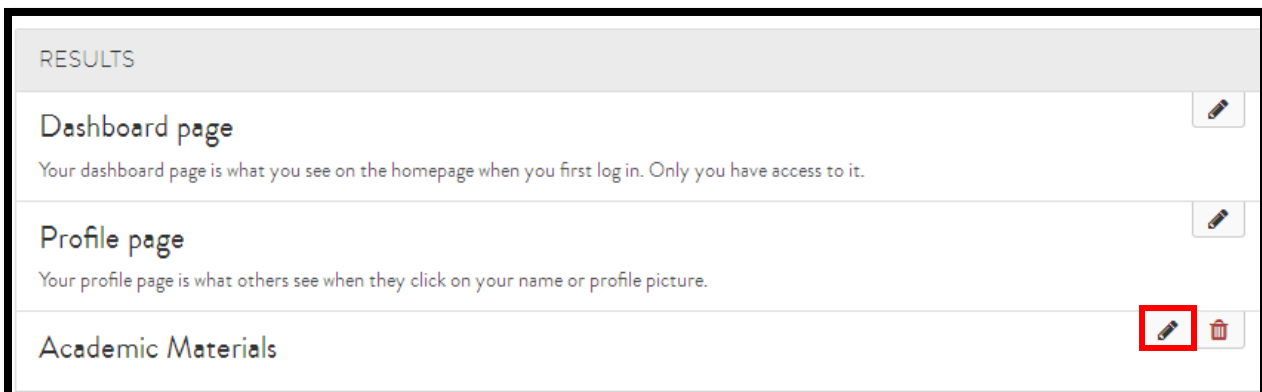 RESULTS
Dashboard page
Your dashboard page is what you see on the homepage when you first log in. Only you have access to it.
Profile page
Your profile page is what others see when they click on your name or profile picture.
Academic Materials